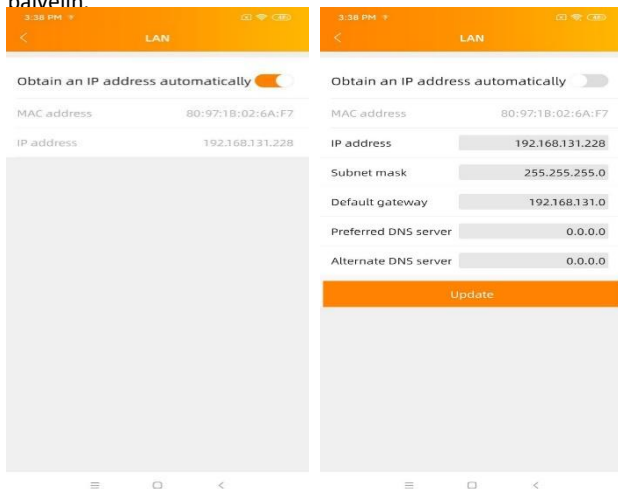 palvelin.
3:38 PM
LAN
Obtain an IP address automatically
MAC address 80:97:1B:02:6A:F7
IP address 192.168.131.228
3:38 PM
LAN
Obtain an IP address automatically
MAC address 80:97:1B:02:6A:F7
IP address 192.168.131.228
Subnet mask 255.255.255.0
Default gateway 192.168.131.0
Preferred DNS server 0.0.0.0
Alternate DNS server 0.0.0.0
Update